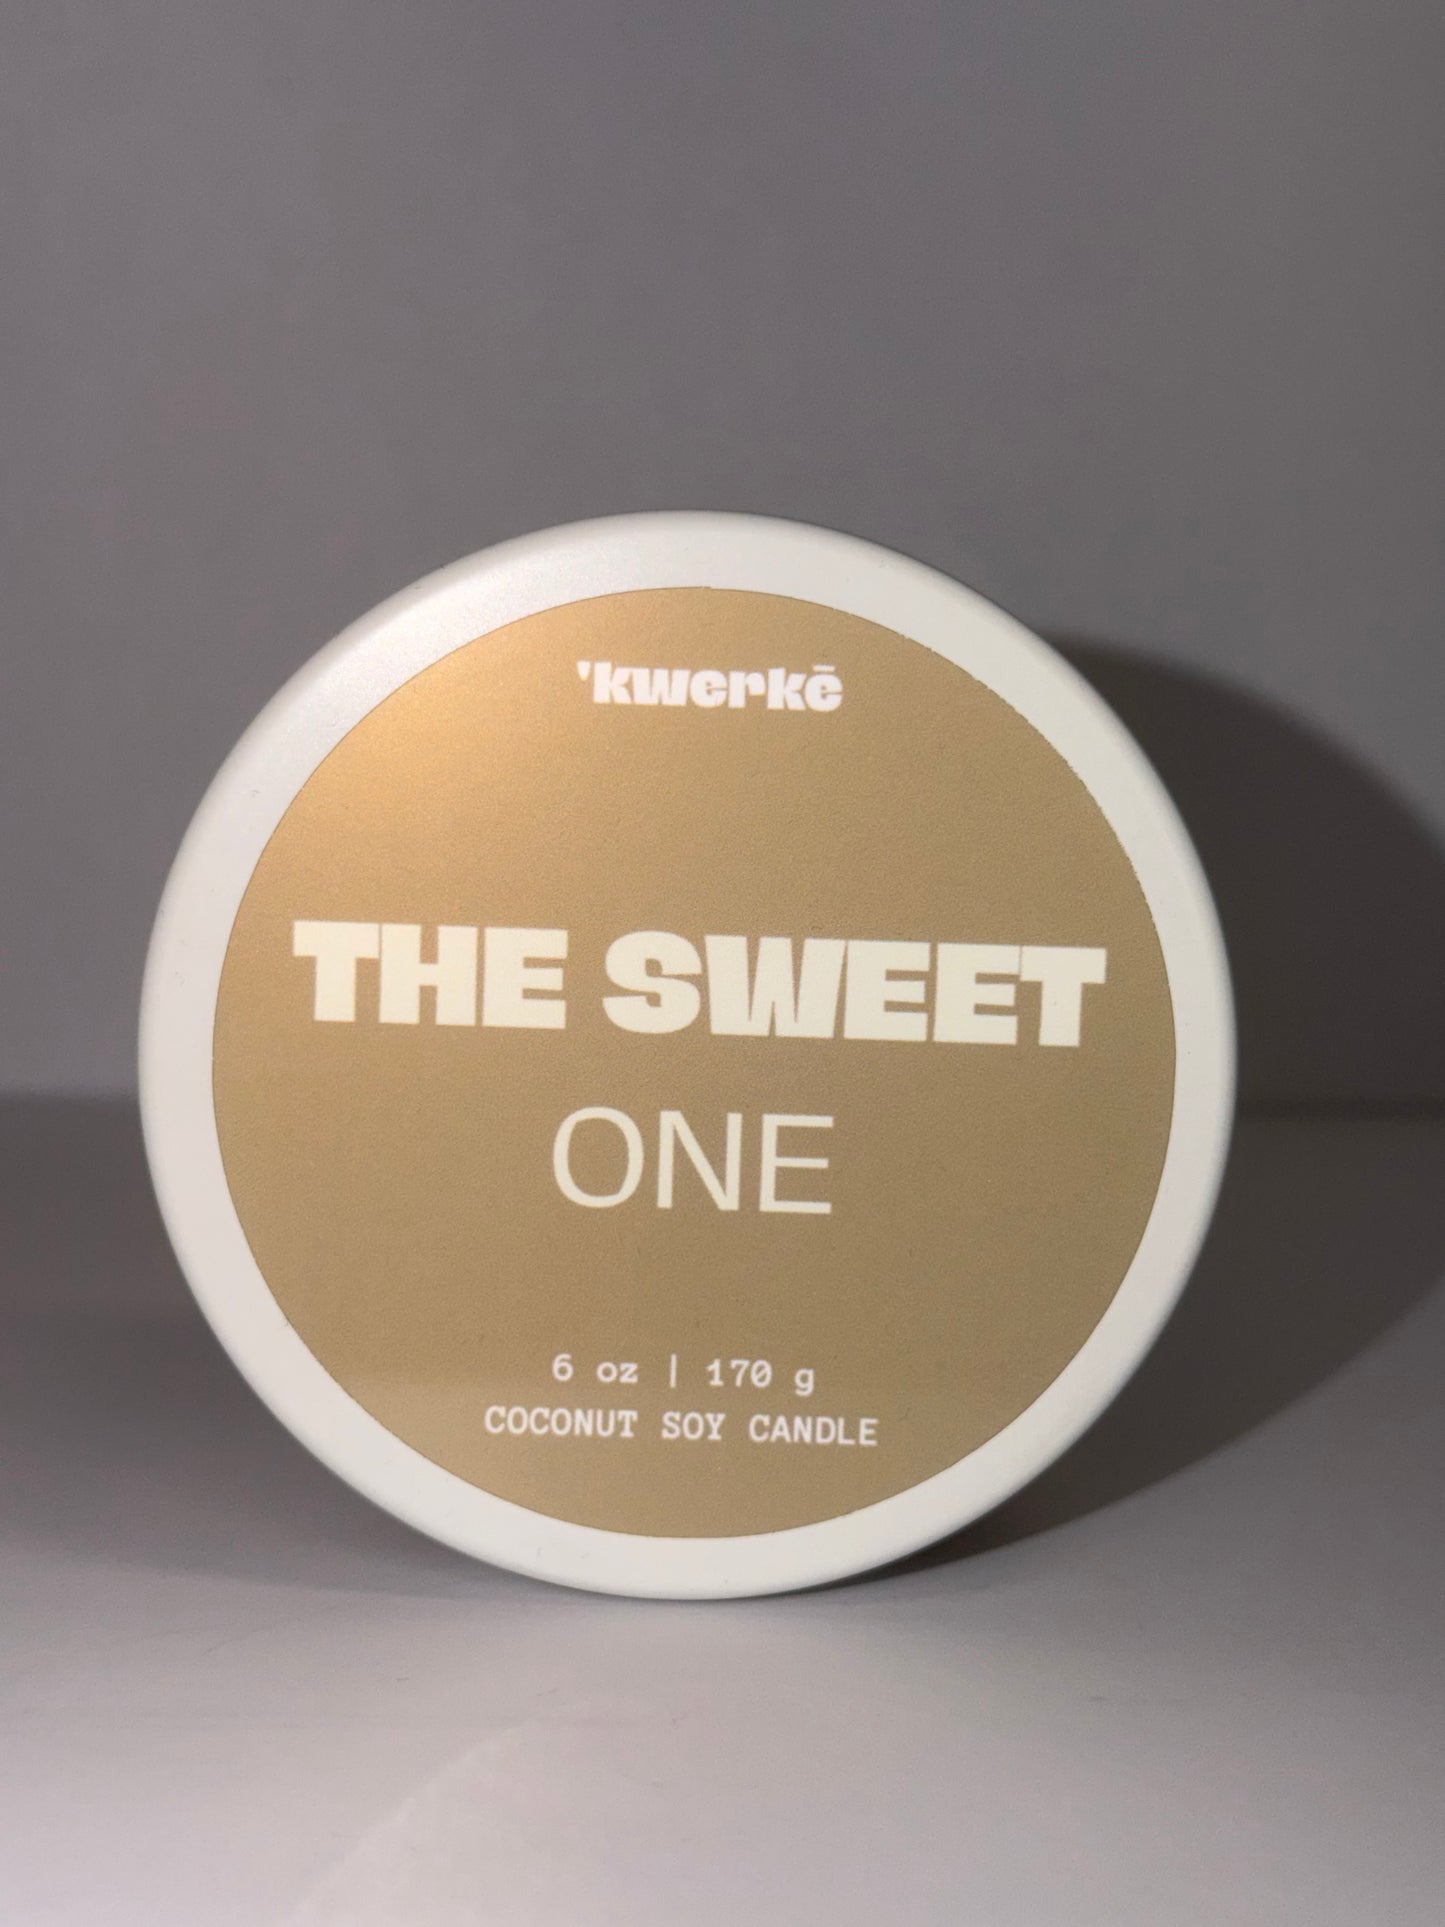 'kwerkē
THE SWEET
ONE
6 oz | 170 g
COCONUT SOY CANDLE